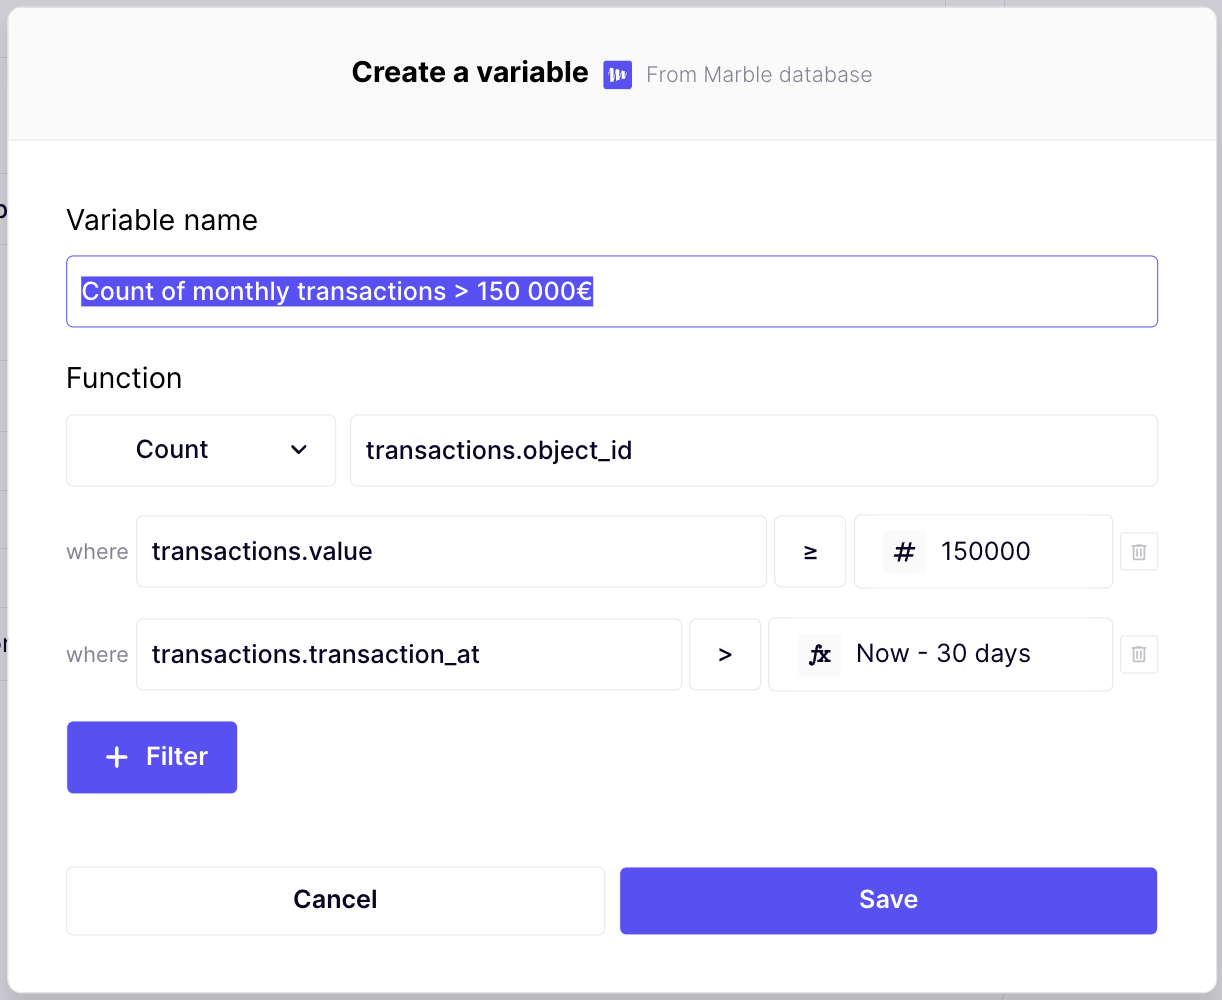 Create a variable From Marble database
Variable name
Count of monthly transactions > 150 000€
Function
Count transactions.object_id
where transactions.value ≥ # 150000
where transactions.transaction_at > fx Now - 30 days
+ Filter
Cancel Save